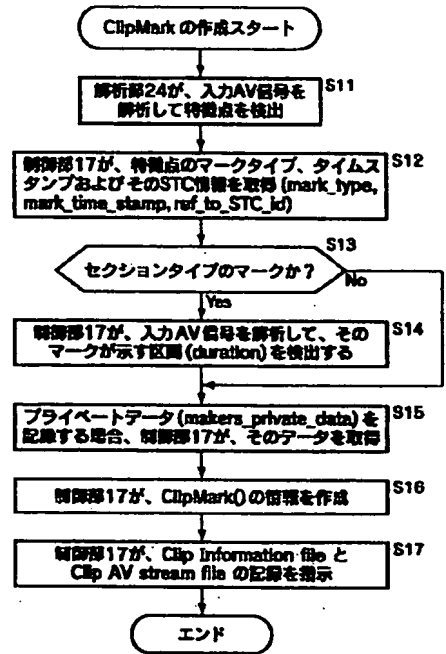 ClipMark の作成スタート
S11
解析部24が、入力AV信号を
解析して特徴点を検出
S12
制御部17が、特徴点のマークタイプ、タイムス
タンプおよびそのSTC情報を取得 (mark_type,
mark_time_stamp, ref_to_STC_id)
S13
セクションタイプのマークか?
No
Yes
S14
制御部17が、入力AV信号を解析して、その
マークが示す区間 (duration) を検出する
S15
プライベートデータ (makers_private_data) を
記録する場合、制御部17が、そのデータを取得
S16
制御部17が、ClipMark()の情報を作成
S17
制御部17が、Clip Information file と
Clip AV stream file の記録を指示
エンド